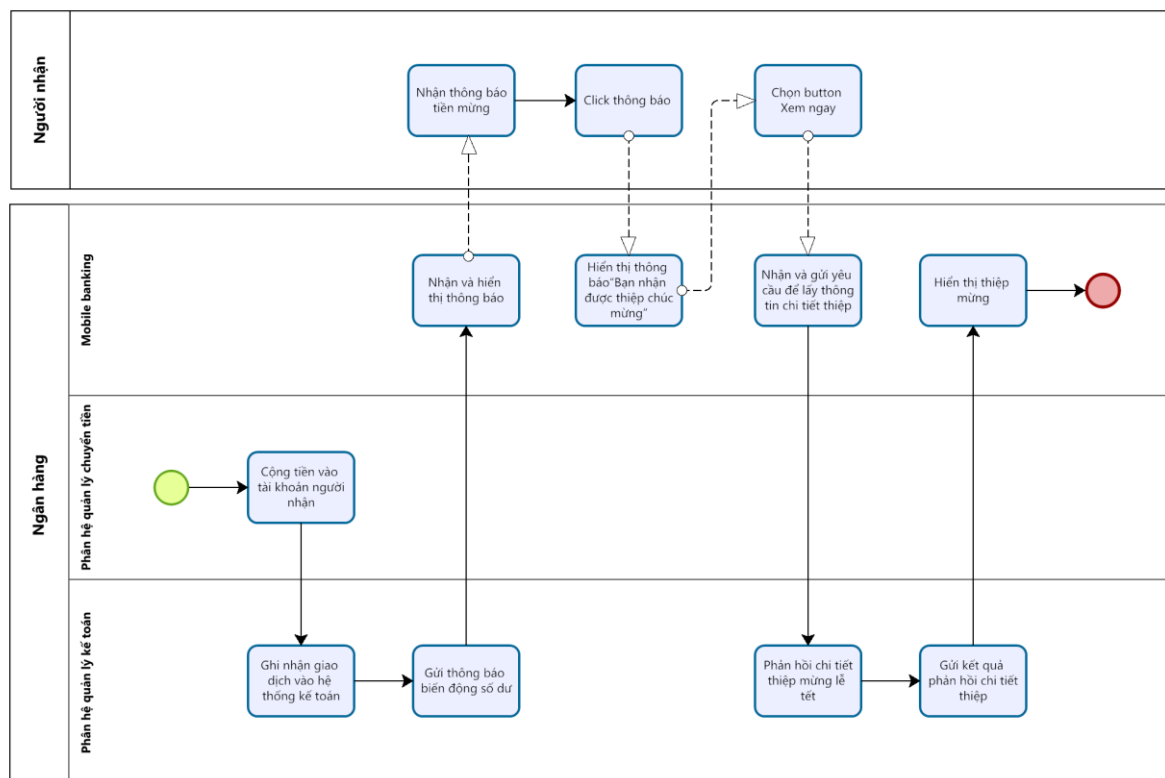 Người nhận
Nhận thông báo
tiền mừng
Click thông báo
Chọn button
Xem ngay
Ngân hàng
Mobile banking
Nhận và hiển
thị thông báo
Hiển thị thông
báo“Bạn nhận
được thiệp chúc
mừng”
Nhận và gửi yêu
cầu để lấy thông
tin chi tiết thiệp
Hiển thị thiệp
mừng
Phân hệ quản lý chuyển tiền
Cộng tiền vào
tài khoản người
nhận
Phân hệ quản lý kế toán
Ghi nhận giao
dịch vào hệ
thống kế toán
Gửi thông báo
biến động số dư
Phản hồi chi tiết
thiệp mừng lễ
tết
Gửi kết quả
phản hồi chi tiết
thiệp